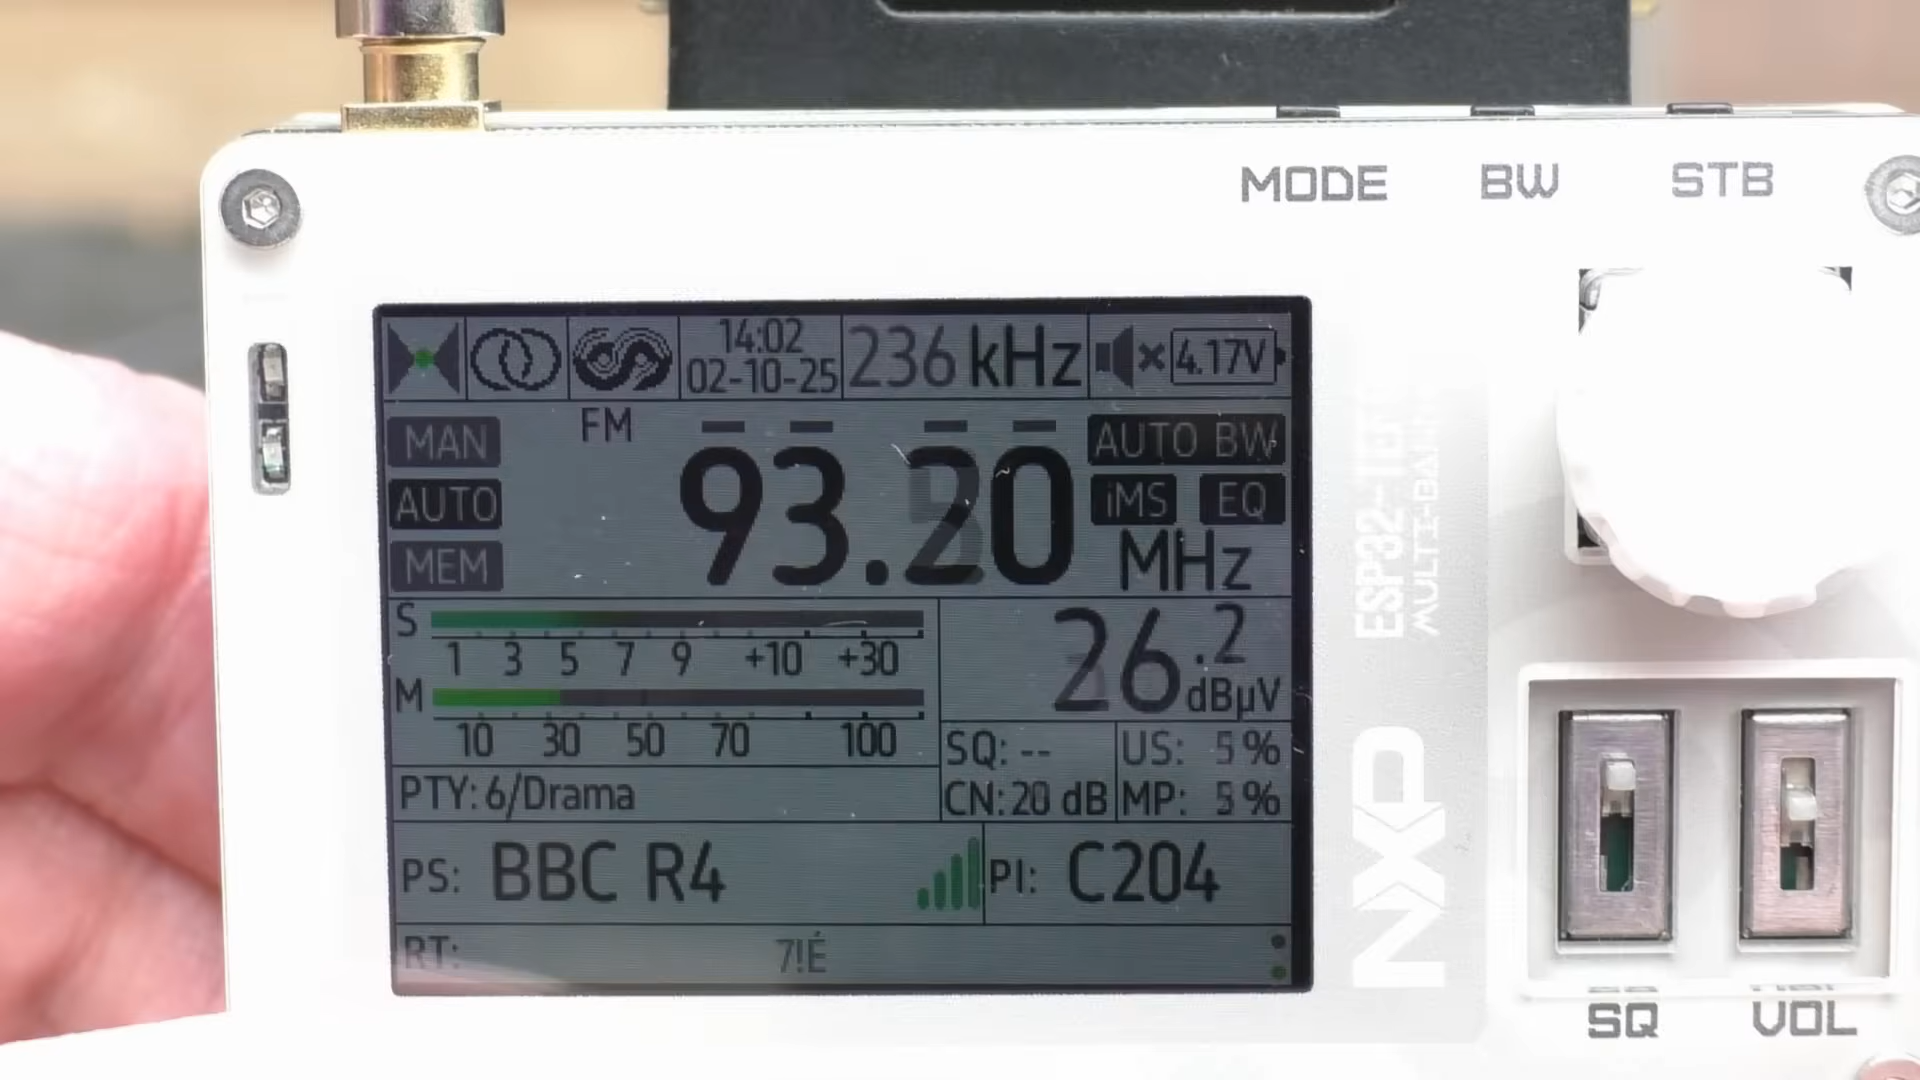 MODE BW STB
14:02
02-10-25
236 kHz
4.17V
MAN
FM
AUTO BW
AUTO
93.20
iMS
EQ
MHz
MEM
S
1 3 5 7 9 +10 +30
26.2
dBµV
M
10 30 50 70 100
SQ: --
US: 5%
CN: 20 dB
MP: 5%
PTY: 6/Drama
PS: BBC R4
PI: C204
RT: 7!É
NXP
SQ VOL